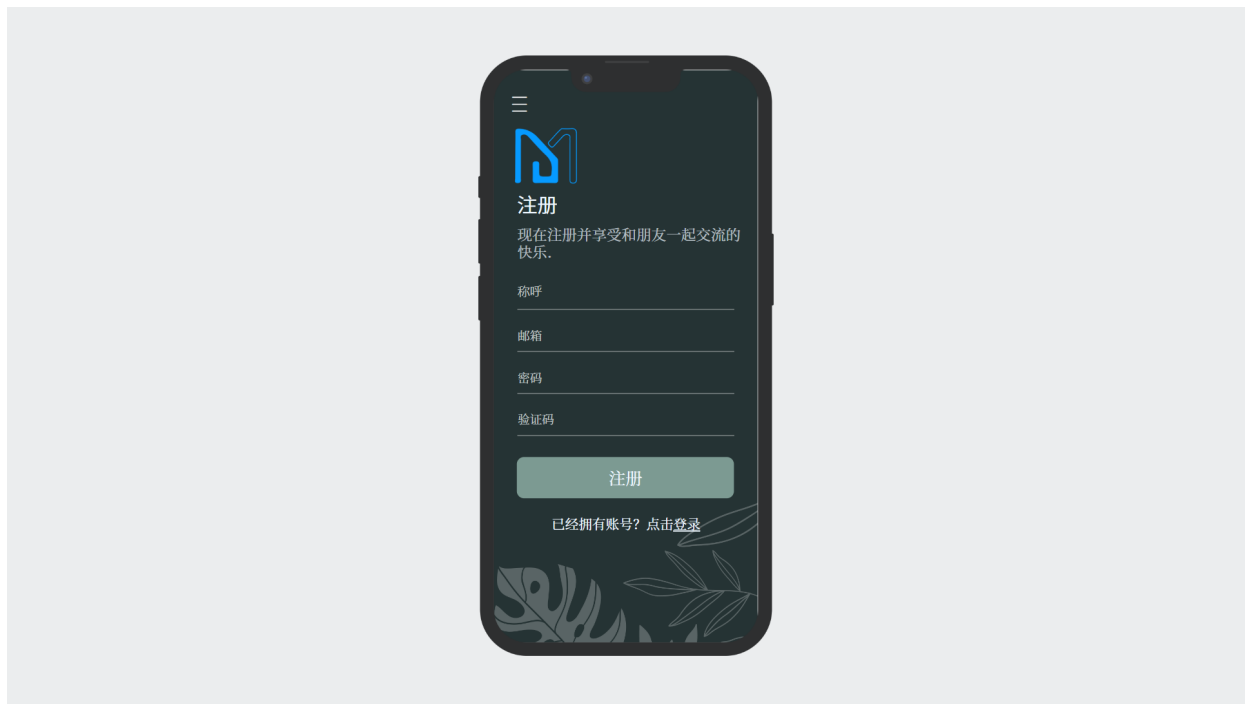 注册
现在注册并享受和朋友一起交流的
快乐.
称呼
邮箱
密码
验证码
注册
已经拥有账号？点击登录